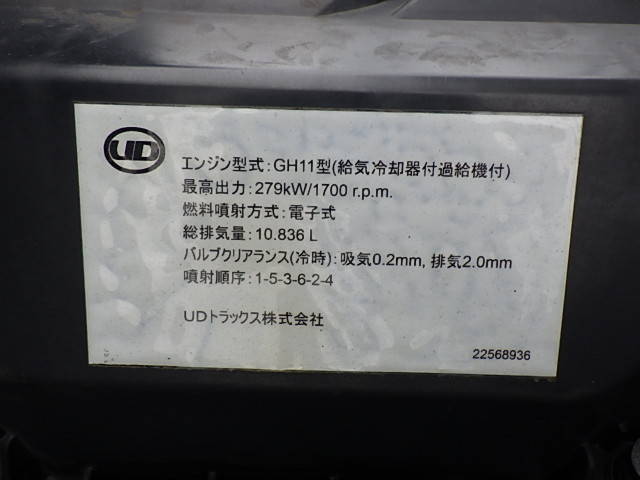 UD
エンジン型式:GH11型(給気冷却器付過給機付)
最高出力:279kW/1700 r.p.m.
燃料噴射方式:電子式
総排気量:10.836 L
バルブクリアランス(冷時):吸気0.2mm, 排気2.0mm
噴射順序:1-5-3-6-2-4
UDトラックス株式会社
22568936